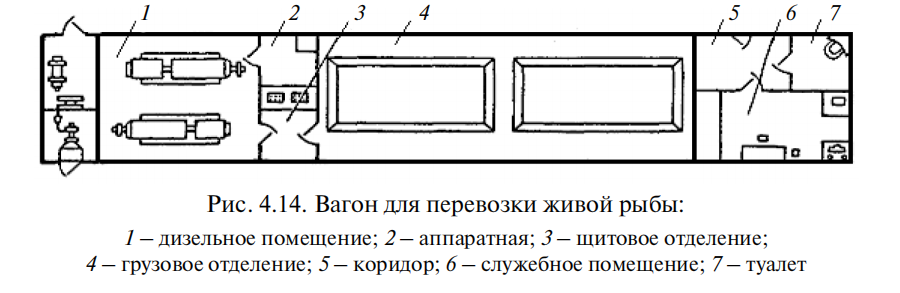 1 2 3 4 5 6 7
Рис. 4.14. Вагон для перевозки живой рыбы:
1 – дизельное помещение; 2 – аппаратная; 3 – щитовое отделение;
4 – грузовое отделение; 5 – коридор; 6 – служебное помещение; 7 – туалет